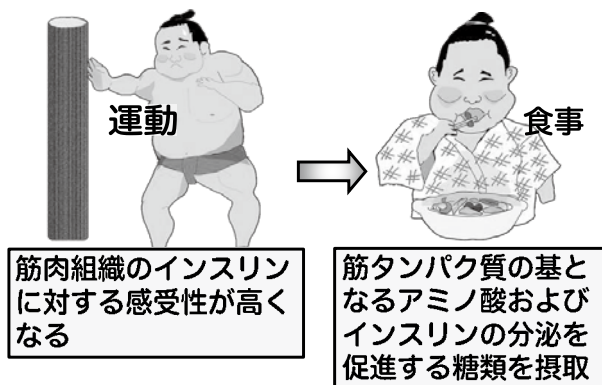 運動
食事
筋肉組織のインスリン
に対する感受性が高く
なる
筋タンパク質の基と
なるアミノ酸および
インスリンの分泌を
促進する糖類を摂取